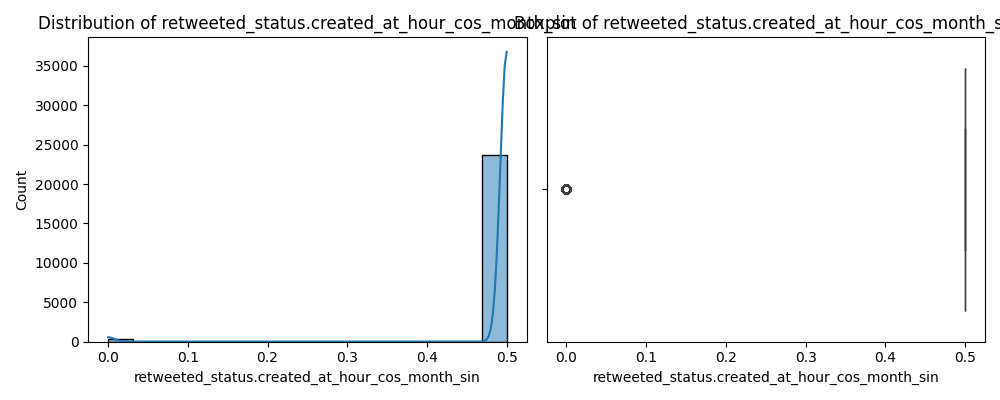 Distribution of retweeted_status.created_at_hour_cos_month_sin
Boxplot of retweeted_status.created_at_hour_cos_month_s
35000
30000
25000
20000
15000
10000
5000
0
Count
0.0 0.1 0.2 0.3 0.4 0.5
retweeted_status.created_at_hour_cos_month_sin
0.0 0.1 0.2 0.3 0.4 0.5
retweeted_status.created_at_hour_cos_month_sin